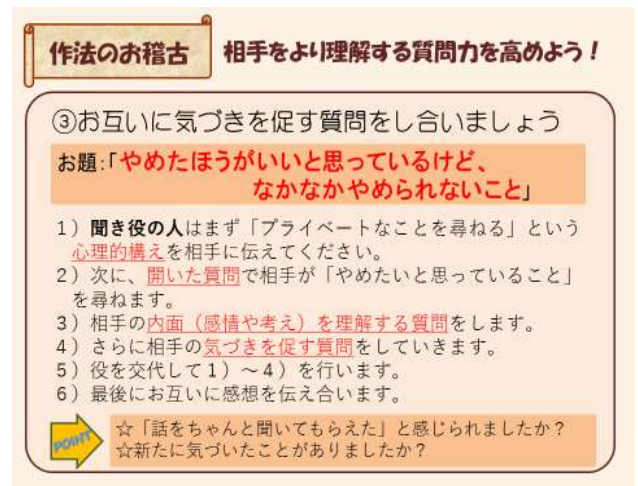 作法のお稽古 相手をより理解する質問力を高めよう！
③お互いに気づきを促す質問をし合いましょう
お題:「やめたほうがいいと思っているけど、
なかなかやめられないこと」
1）聞き役の人はまず「プライベートなことを尋ねる」という
心理的構えを相手に伝えてください。
2）次に、開いた質問で相手が「やめたいと思っていること」
を尋ねます。
3）相手の内面（感情や考え）を理解する質問をします。
4）さらに相手の気づきを促す質問をしていきます。
5）役を交代して1）～4）を行います。
6）最後にお互いに感想を伝え合います。
POINT
☆「話をちゃんと聞いてもらえた」と感じられましたか？
☆新たに気づいたことがありましたか？